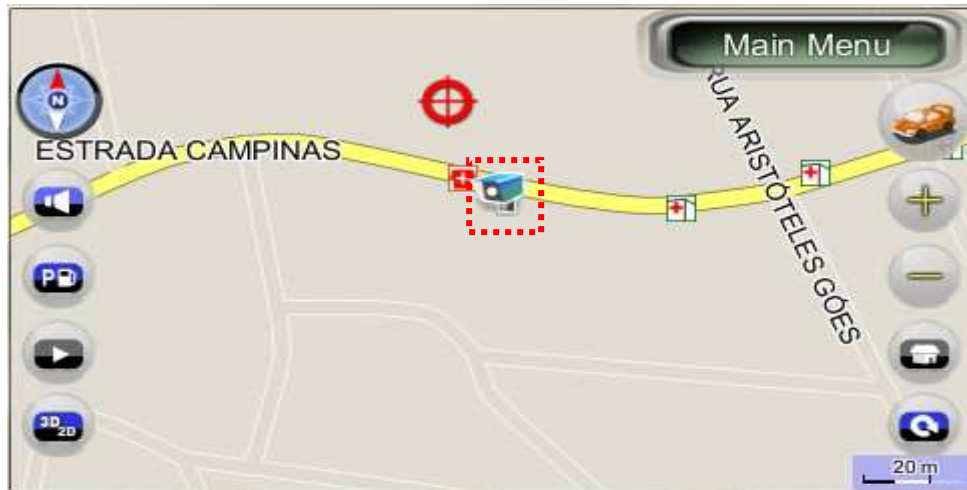 Main Menu
N
ESTRADA CAMPINAS
RUA ARISTÓTELES GÓES
P
3D
2D
20 m